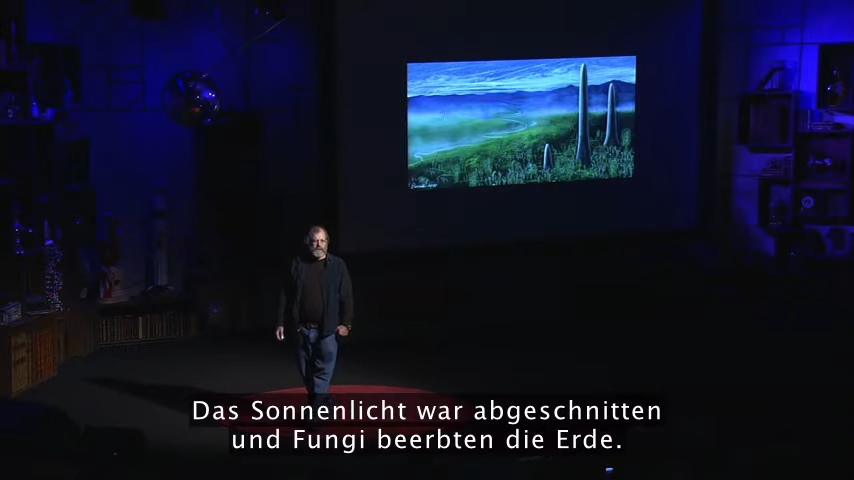 Das Sonnenlicht war abgeschnitten
und Fungi beerbten die Erde.